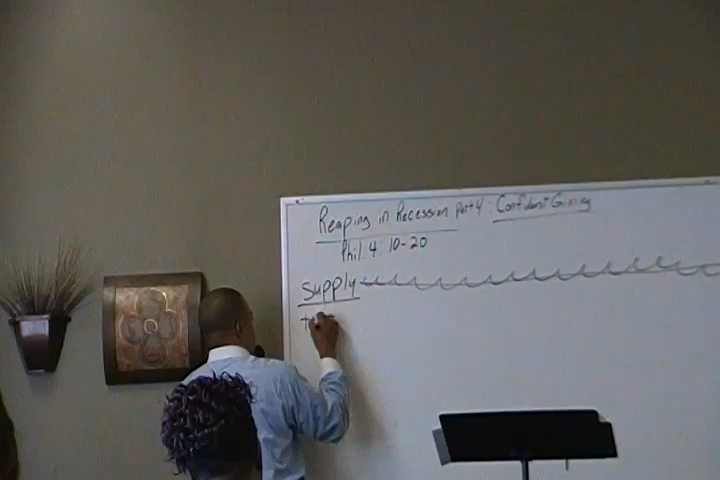 Reaping in Recession part 4: Confident Giving
Phil. 4:10-20
Supply